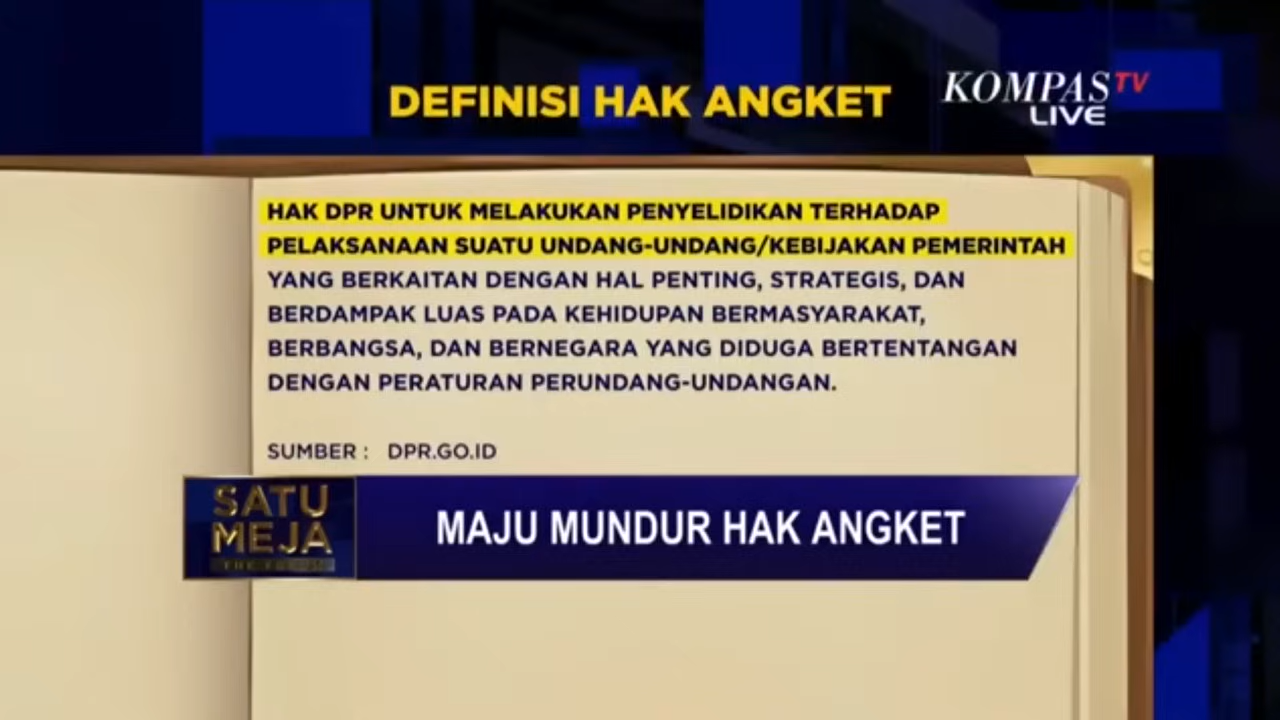 DEFINISI HAK ANGKET
KOMPAS TV
LIVE
HAK DPR UNTUK MELAKUKAN PENYELIDIKAN TERHADAP
PELAKSANAAN SUATU UNDANG-UNDANG/KEBIJAKAN PEMERINTAH
YANG BERKAITAN DENGAN HAL PENTING, STRATEGIS, DAN
BERDAMPAK LUAS PADA KEHIDUPAN BERMASYARAKAT,
BERBANGSA, DAN BERNEGARA YANG DIDUGA BERTENTANGAN
DENGAN PERATURAN PERUNDANG-UNDANGAN.
SUMBER : DPR.GO.ID
SATU
MEJA
MAJU MUNDUR HAK ANGKET